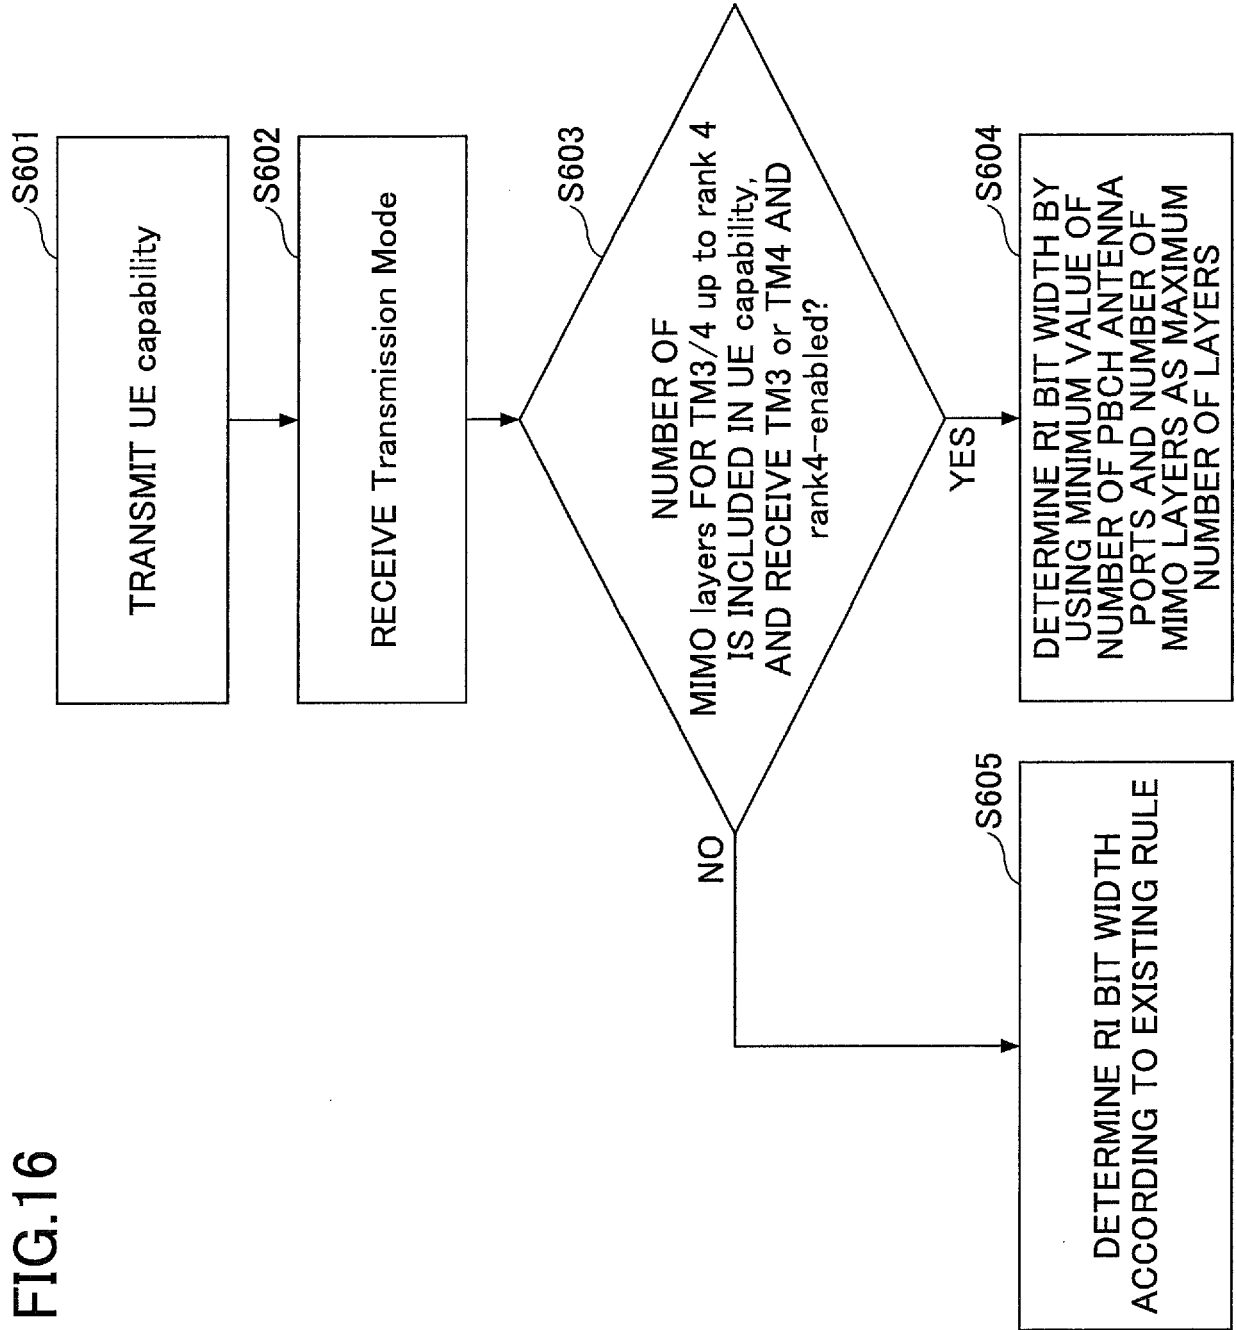 FIG.16
S601
TRANSMIT UE capability
S602
RECEIVE Transmission Mode
S603
NUMBER OF
MIMO layers FOR TM3/4 up to rank 4
IS INCLUDED IN UE capability,
AND RECEIVE TM3 or TM4 AND
rank4-enabled?
NO
YES
S604
DETERMINE RI BIT WIDTH BY
USING MINIMUM VALUE OF
NUMBER OF PBCH ANTENNA
PORTS AND NUMBER OF
MIMO LAYERS AS MAXIMUM
NUMBER OF LAYERS
S605
DETERMINE RI BIT WIDTH
ACCORDING TO EXISTING RULE